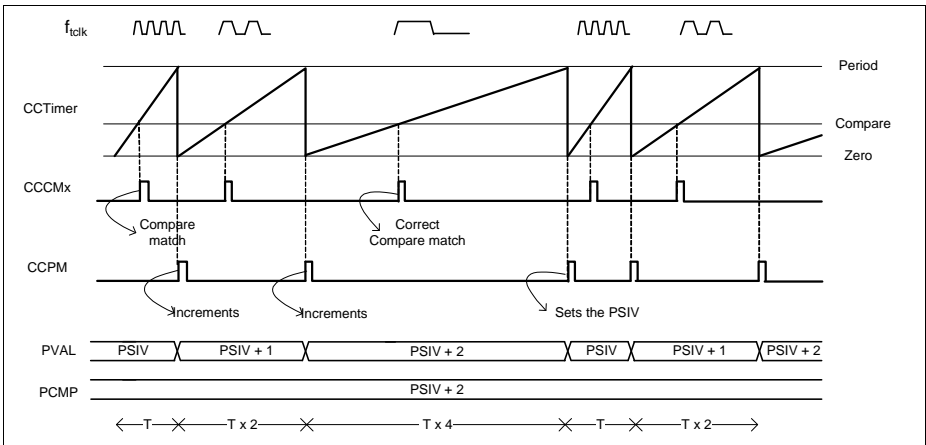 ftclk
Period
CCTimer
Compare
Zero
CCCMx
Compare
match
Correct
Compare match
CCPM
Increments
Increments
Sets the PSIV
PVAL PSIV PSIV + 1 PSIV + 2 PSIV PSIV + 1 PSIV + 2
PCMP PSIV + 2
T T x 2 T x 4 T T x 2